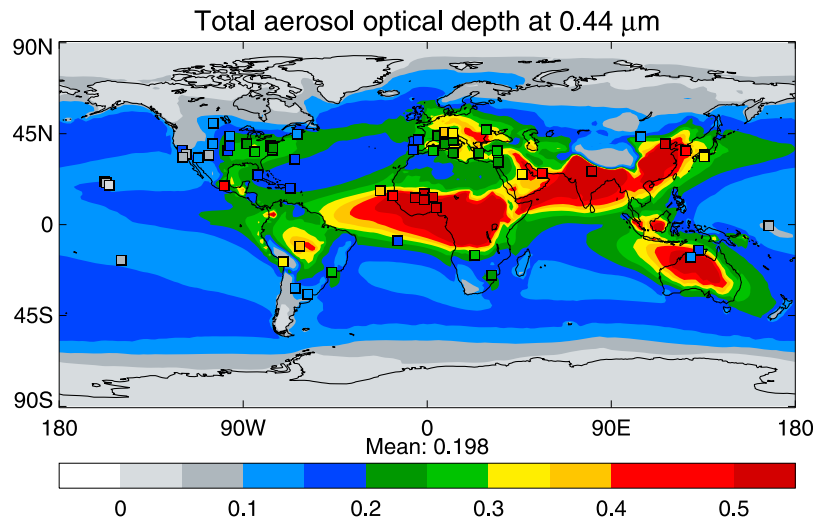 Total aerosol optical depth at 0.44 μm
90N
45N
0
45S
90S
180 90W 0 90E 180
Mean: 0.198
0 0.1 0.2 0.3 0.4 0.5